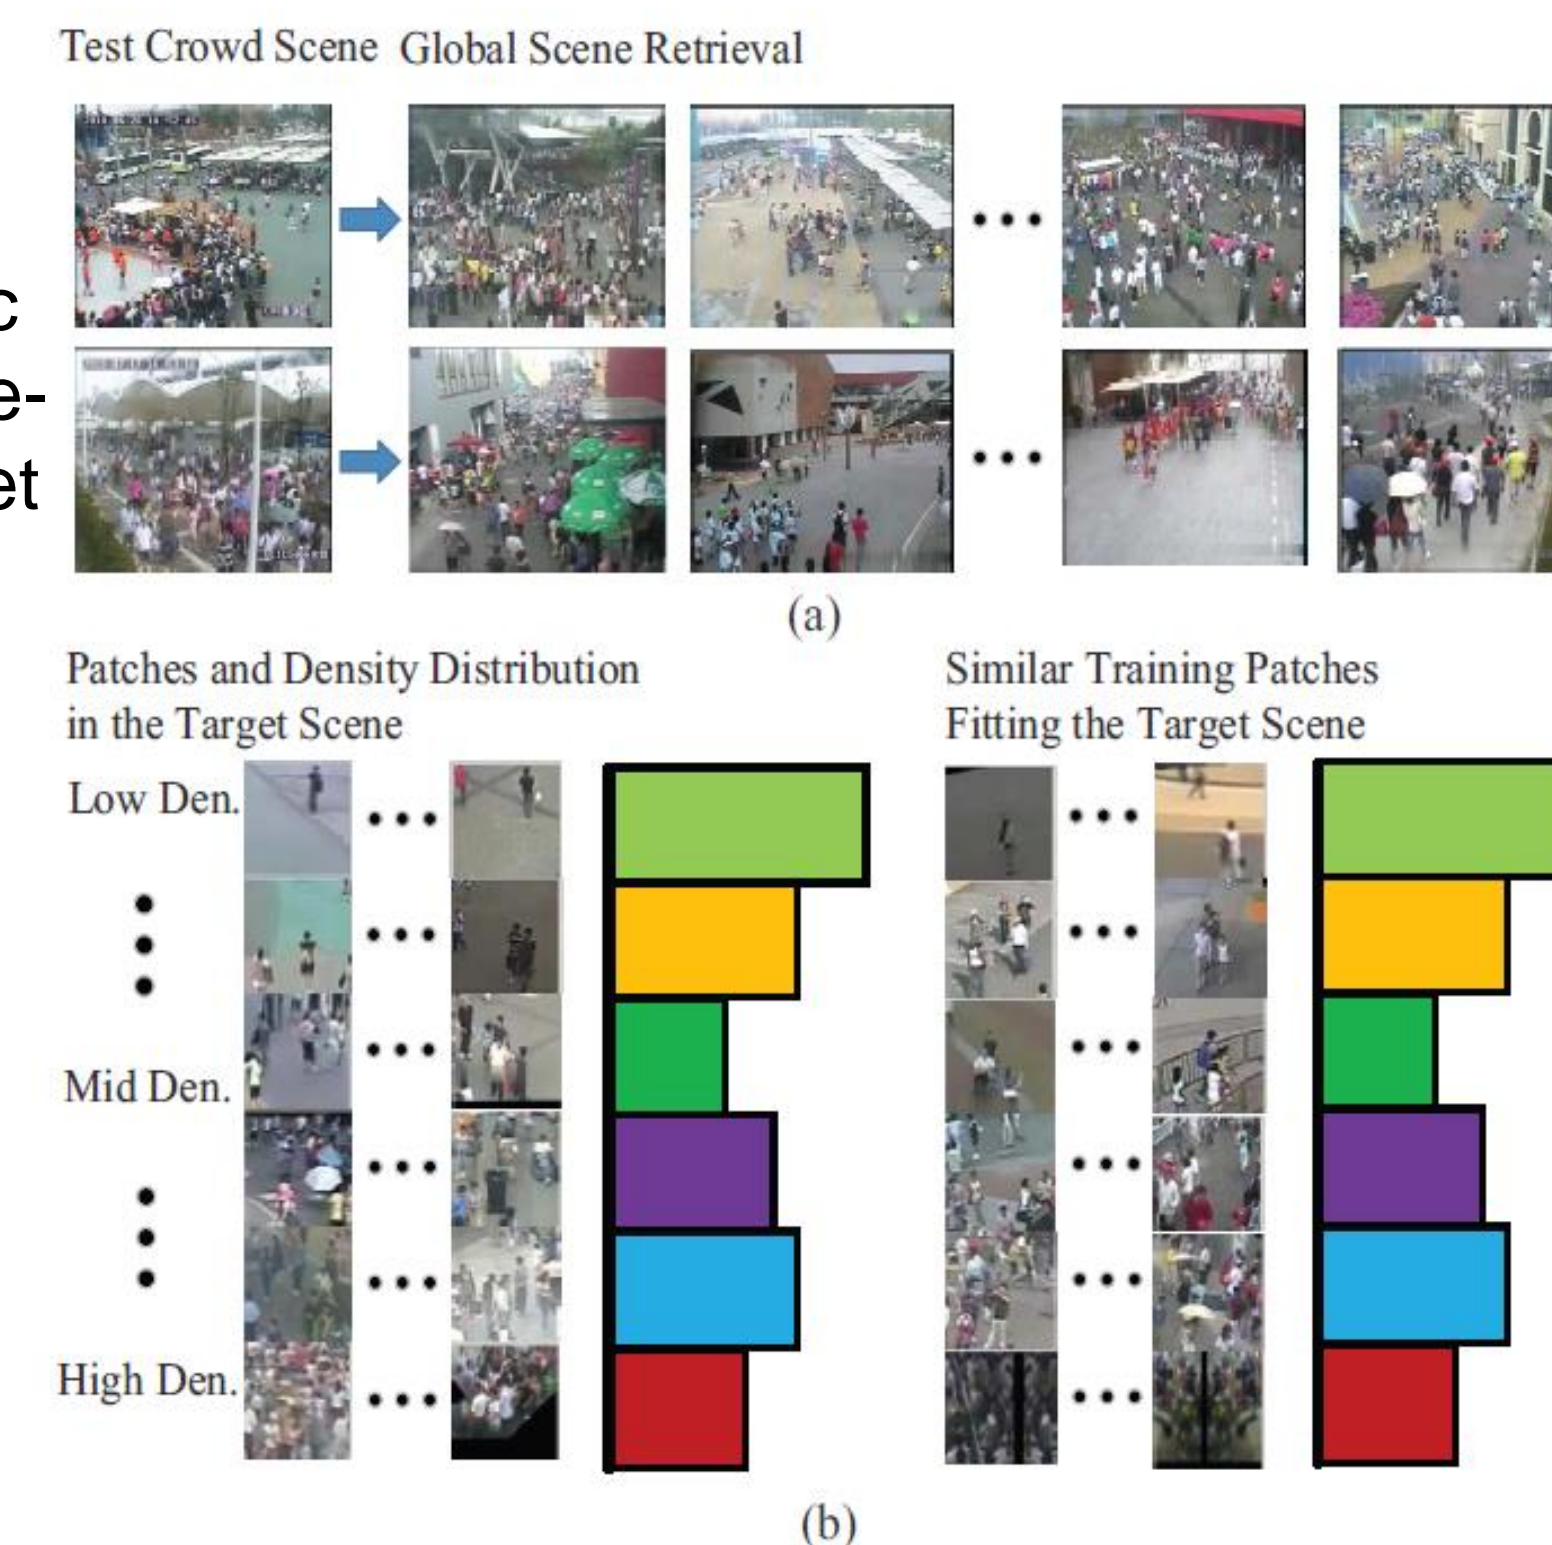 Test Crowd Scene Global Scene Retrieval
c
e-
et
(a)
Patches and Density Distribution
in the Target Scene
Similar Training Patches
Fitting the Target Scene
Low Den.
Mid Den.
High Den.
(b)